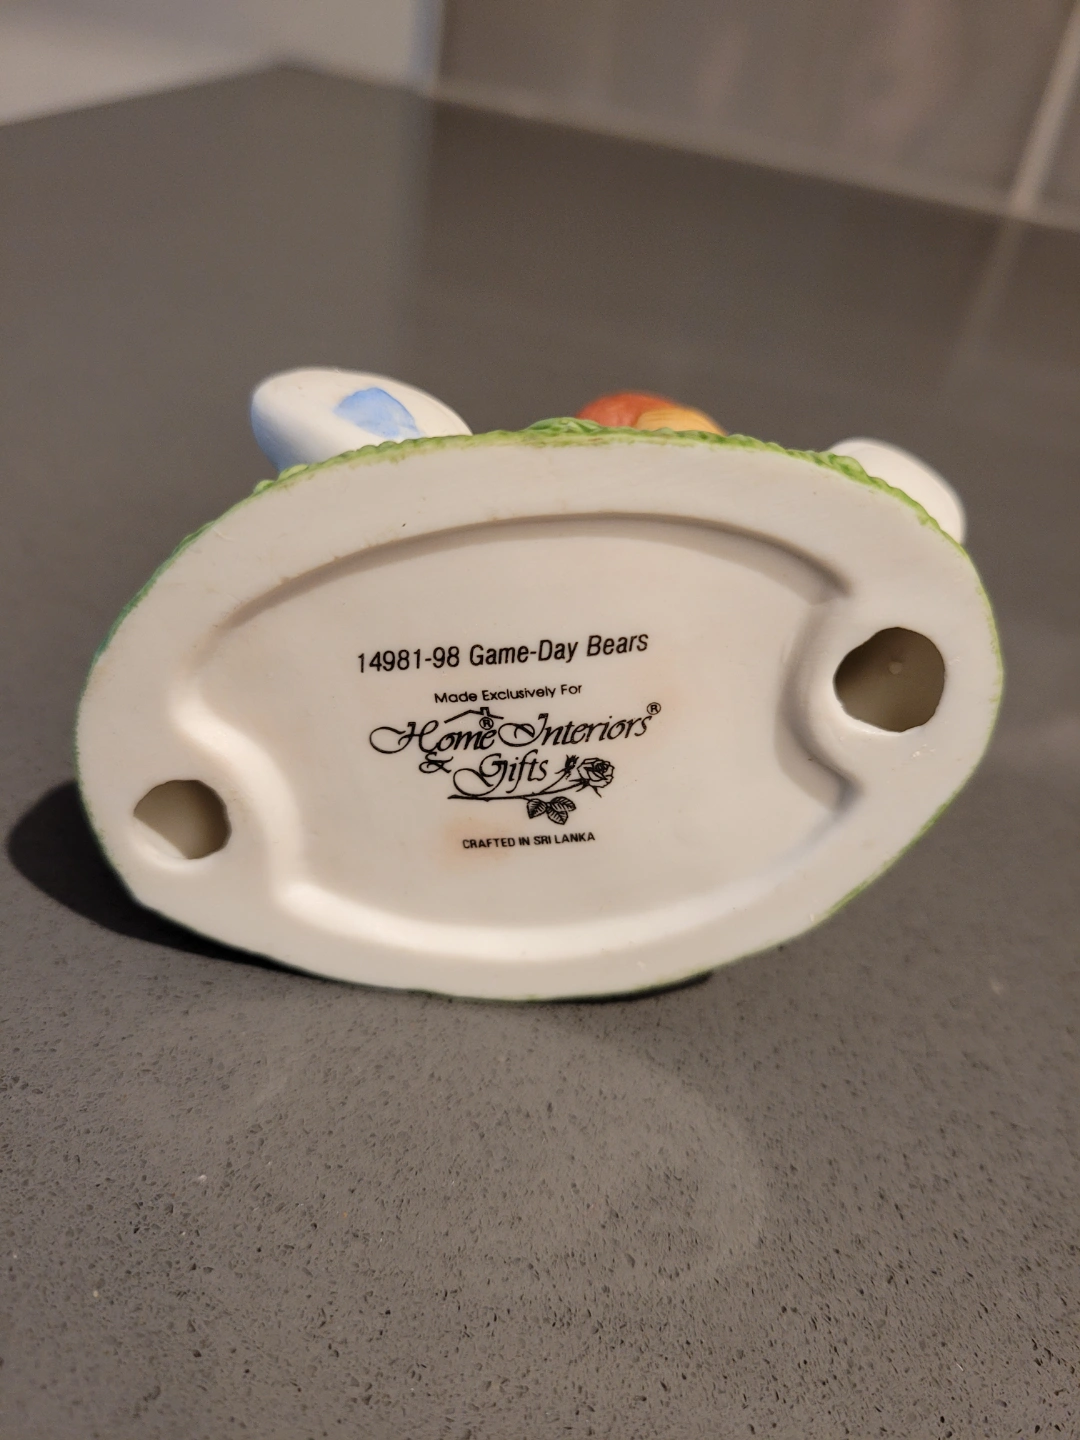 14981-98 Game-Day Bears
Made Exclusively For
Home® Interiors®
& Gifts
CRAFTED IN SRI LANKA